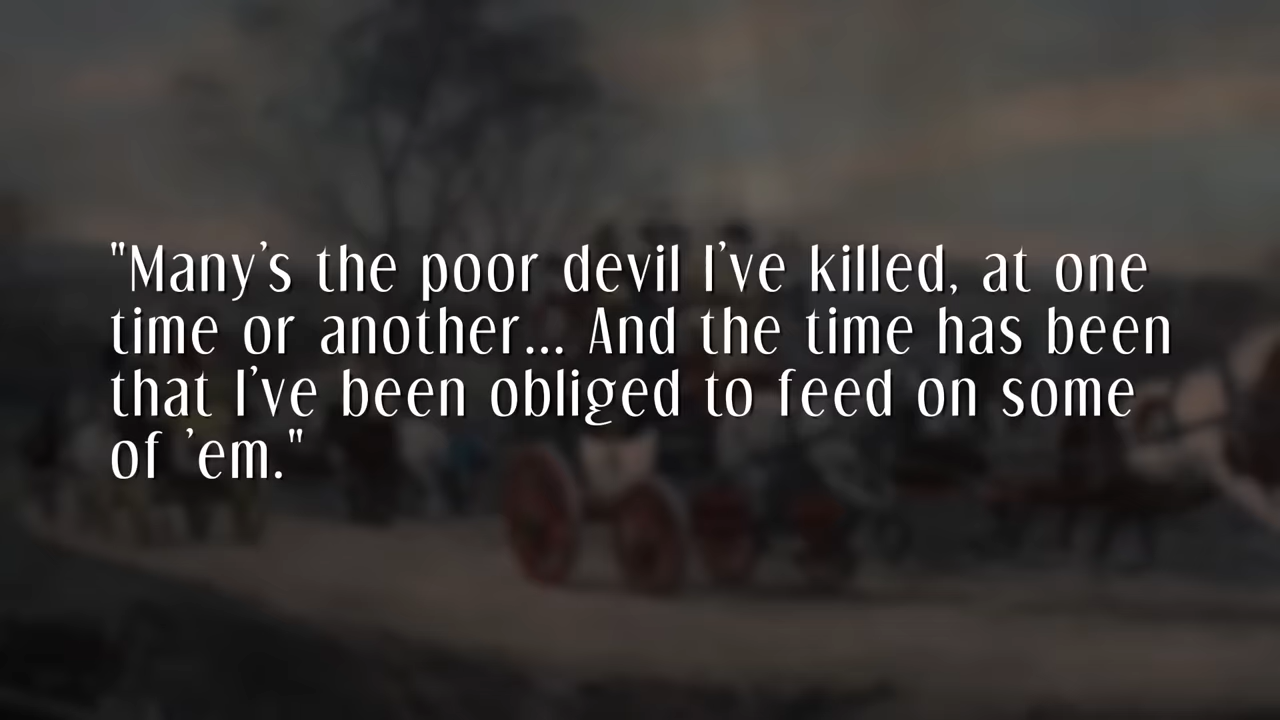 "Many's the poor devil I've killed, at one
time or another... And the time has been
that I've been obliged to feed on some
of 'em."